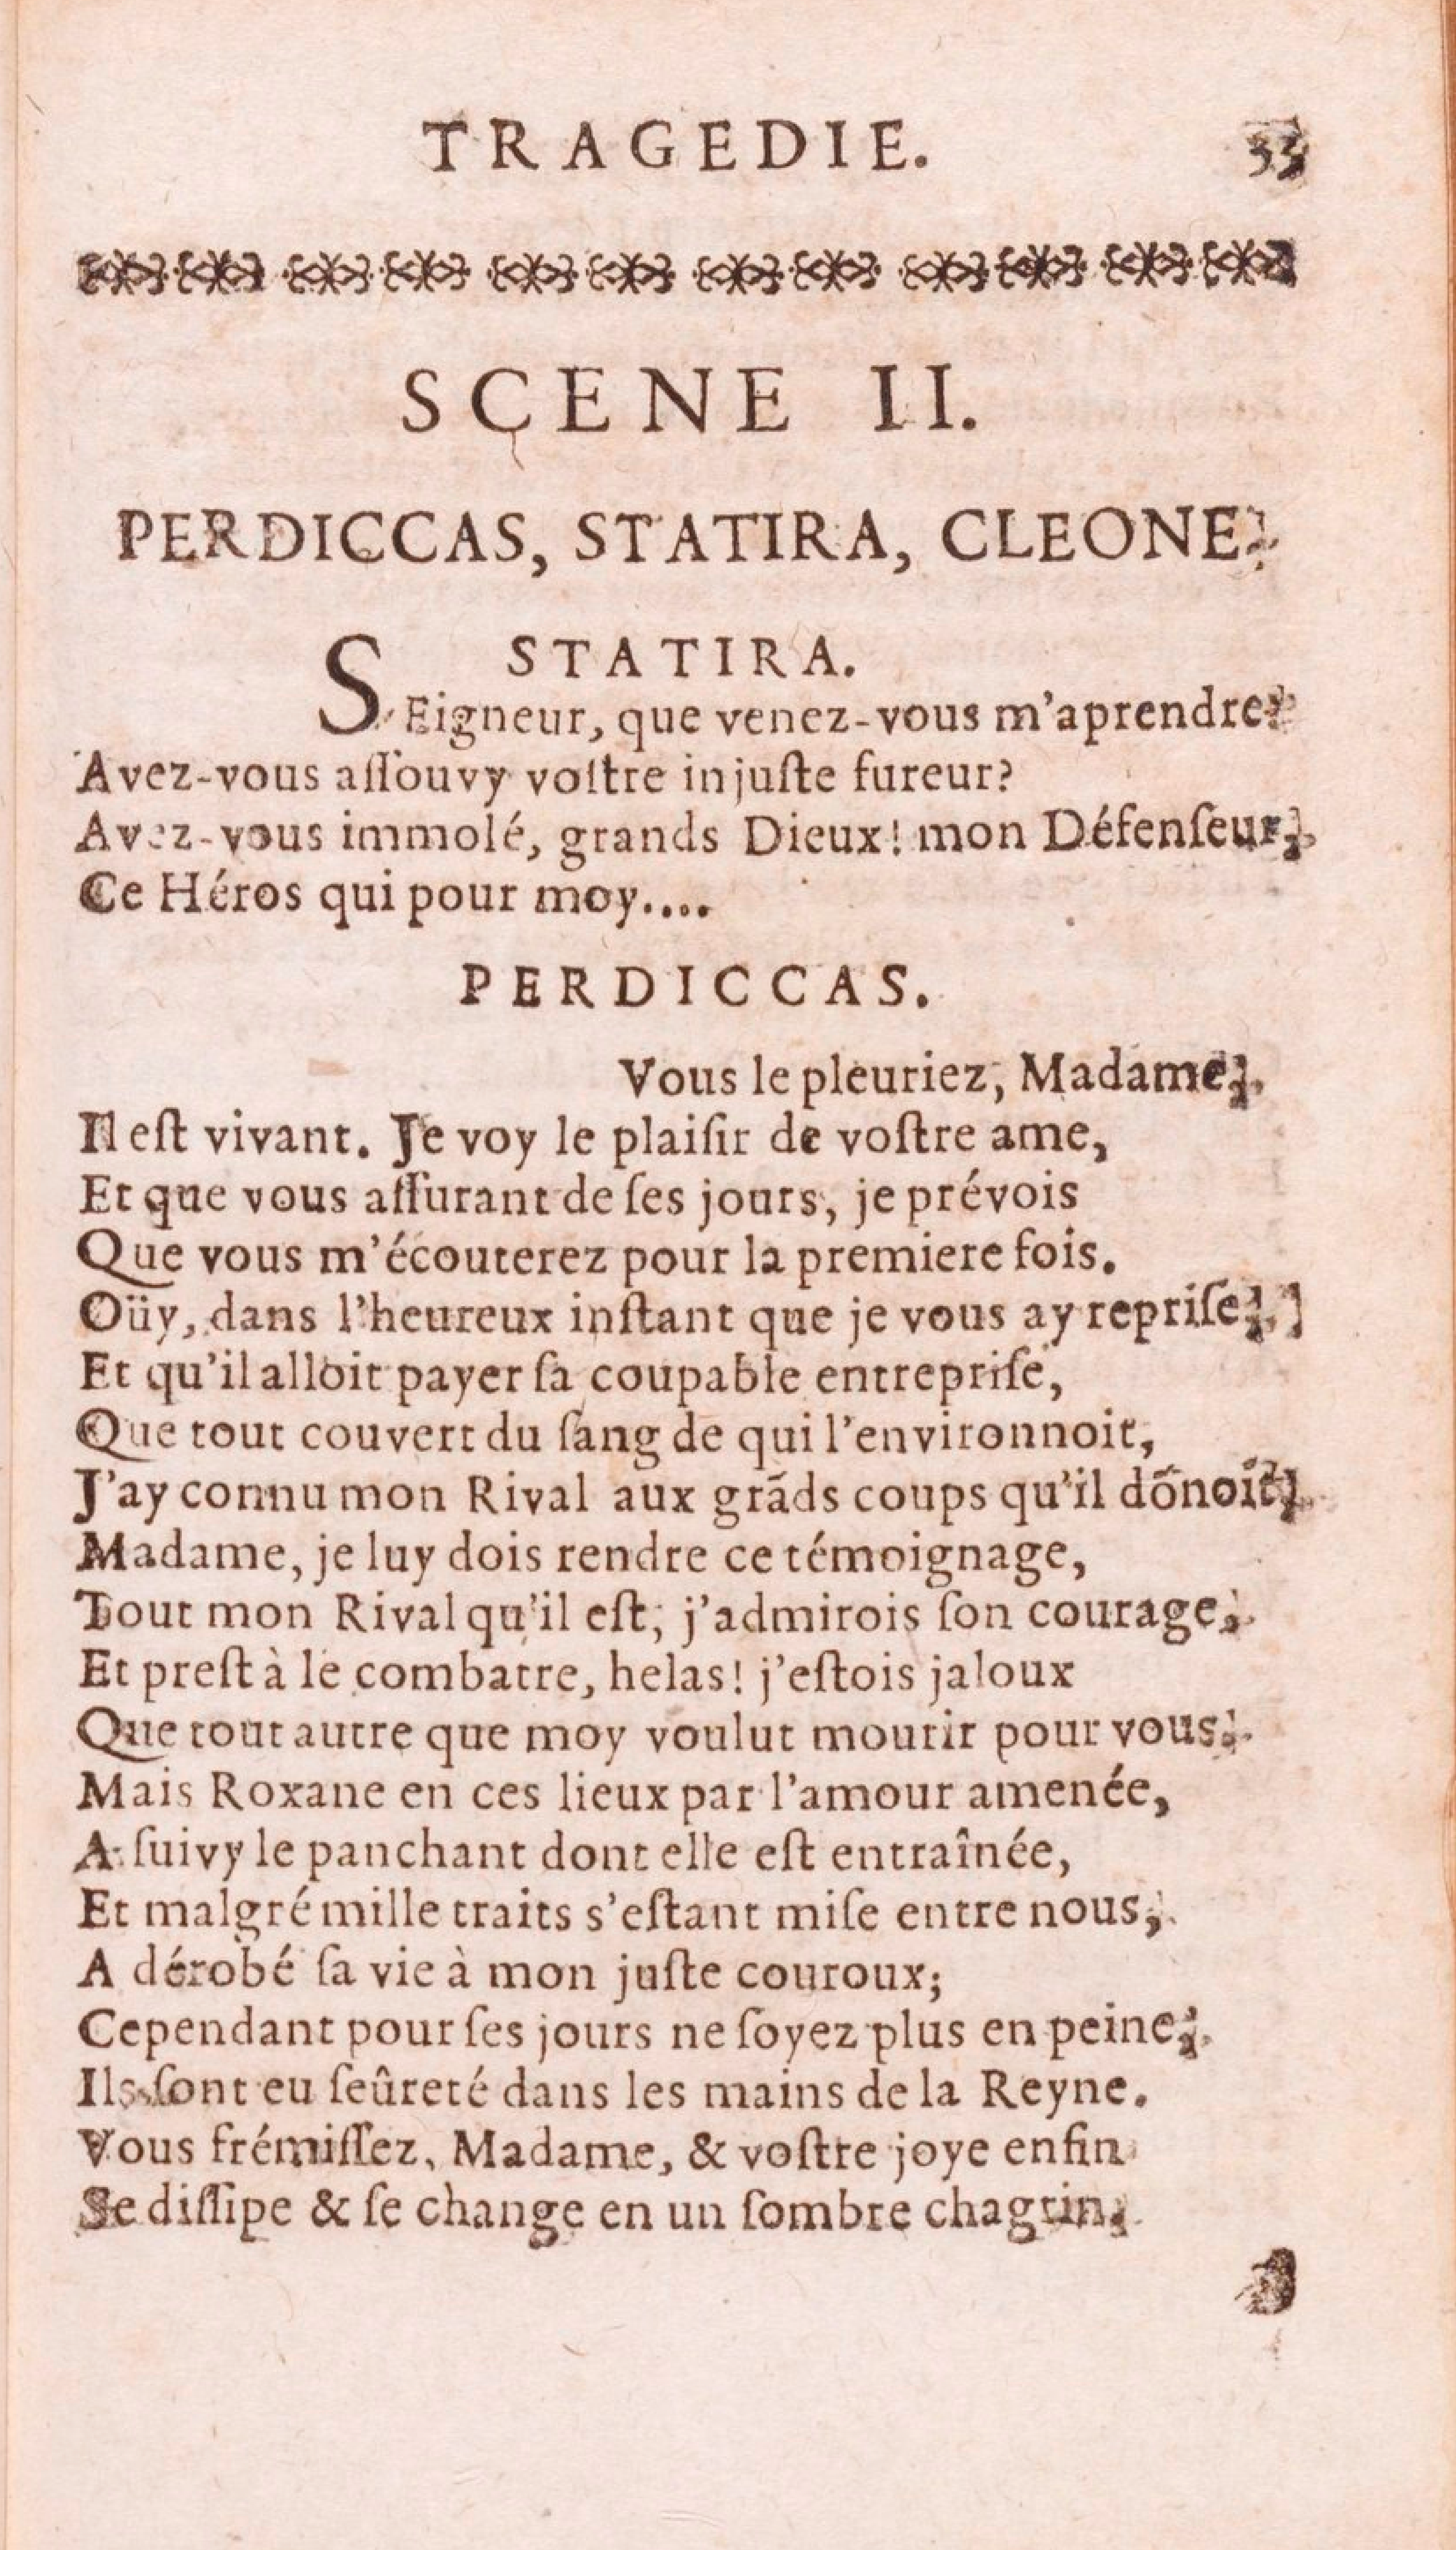 TRAGEDIE. 33
SCENE II.
PERDICCAS, STATIRA, CLEONE.
STATIRA.
SEigneur, que venez-vous m'aprendre?
Avez-vous aſſouvy voſtre injuſte fureur?
Avez-vous immolé, grands Dieux! mon Défenſeur,
Ce Héros qui pour moy....
PERDICCAS.
Vous le pleuriez, Madame,
Il eſt vivant. Je voy le plaiſir de voſtre ame,
Et que vous aſſurant de ſes jours, je prévois
Que vous m'écouterez pour la premiere fois.
Oüy, dans l'heureux inſtant que je vous ay repriſe,
Et qu'il alloit payer ſa coupable entrepriſe,
Que tout couvert du ſang de qui l'environnoit,
J'ay connu mon Rival aux grãds coups qu'il dõnoit,
Madame, je luy dois rendre ce témoignage,
Tout mon Rival qu'il eſt, j'admirois ſon courage,
Et preſt à le combatre, helas! j'eſtois jaloux
Que tout autre que moy voulut mourir pour vous.
Mais Roxane en ces lieux par l'amour amenée,
A ſuivy le panchant dont elle eſt entraînée,
Et malgré mille traits s'eſtant miſe entre nous,
A dérobé ſa vie à mon juſte couroux;
Cependant pour ſes jours ne ſoyez plus en peine,
Ils ſont eu ſeûreté dans les mains de la Reyne.
Vous frémiſſez, Madame, & voſtre joye enfin
Se diſſipe & ſe change en un ſombre chagrin.